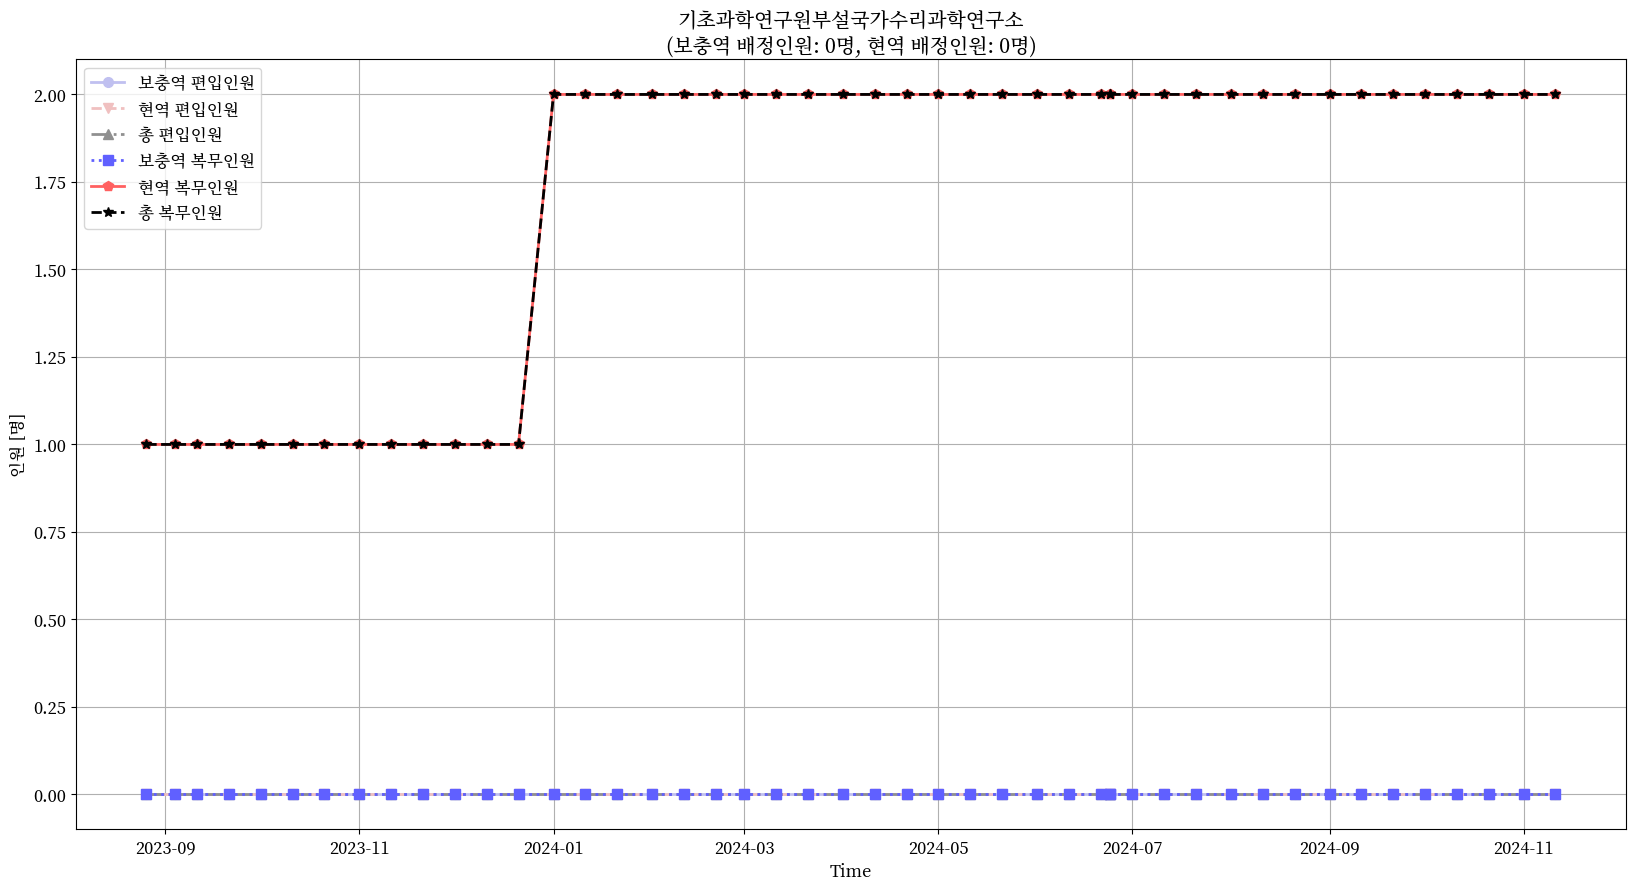 기초과학연구원부설국가수리과학연구소
(보충역 배정인원: 0명, 현역 배정인원: 0명)
보충역 편입인원
현역 편입인원
총 편입인원
보충역 복무인원
현역 복무인원
총 복무인원
인원 [명]
2.00
1.75
1.50
1.25
1.00
0.75
0.50
0.25
0.00
2023-09 2023-11 2024-01 2024-03 2024-05 2024-07 2024-09 2024-11
Time